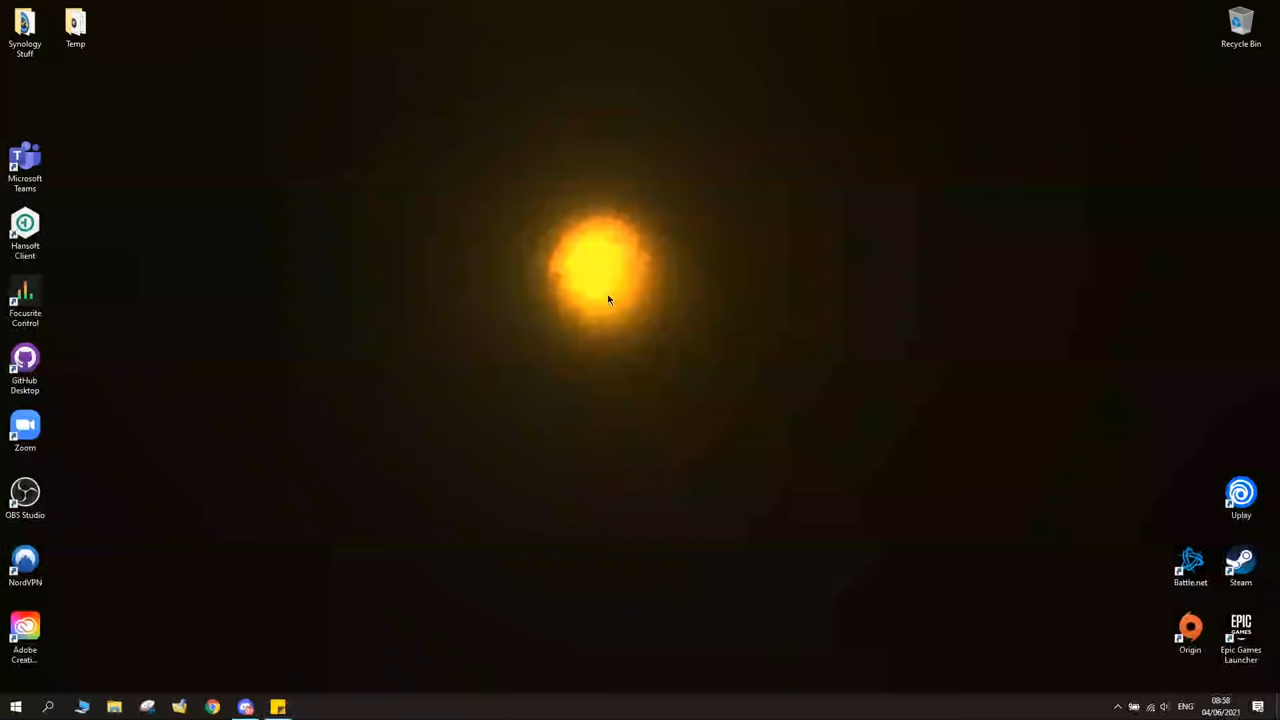 Synology
Stuff
Temp
Recycle Bin
Microsoft
Teams
Hansoft
Client
Focusrite
Control
GitHub
Desktop
Zoom
OBS Studio
Uplay
NordVPN
Battle.net
Steam
Adobe
Creati...
Origin
EPIC
GAMES
Epic Games
Launcher
ENG
08:58
04/06/2021